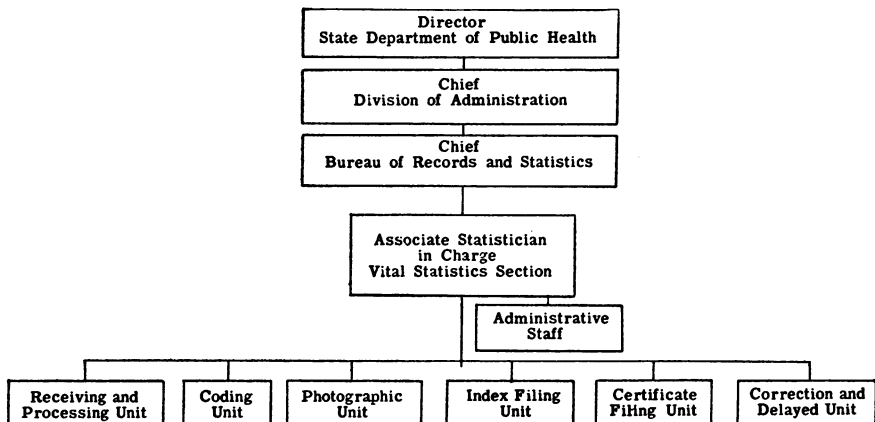 Director
State Department of Public Health
Chief
Division of Administration
Chief
Bureau of Records and Statistics
Associate Statistician
in Charge
Vital Statistics Section
Administrative
Staff
Receiving and
Processing Unit
Coding
Unit
Photographic
Unit
Index Filing
Unit
Certificate
Filing Unit
Correction and
Delayed Unit